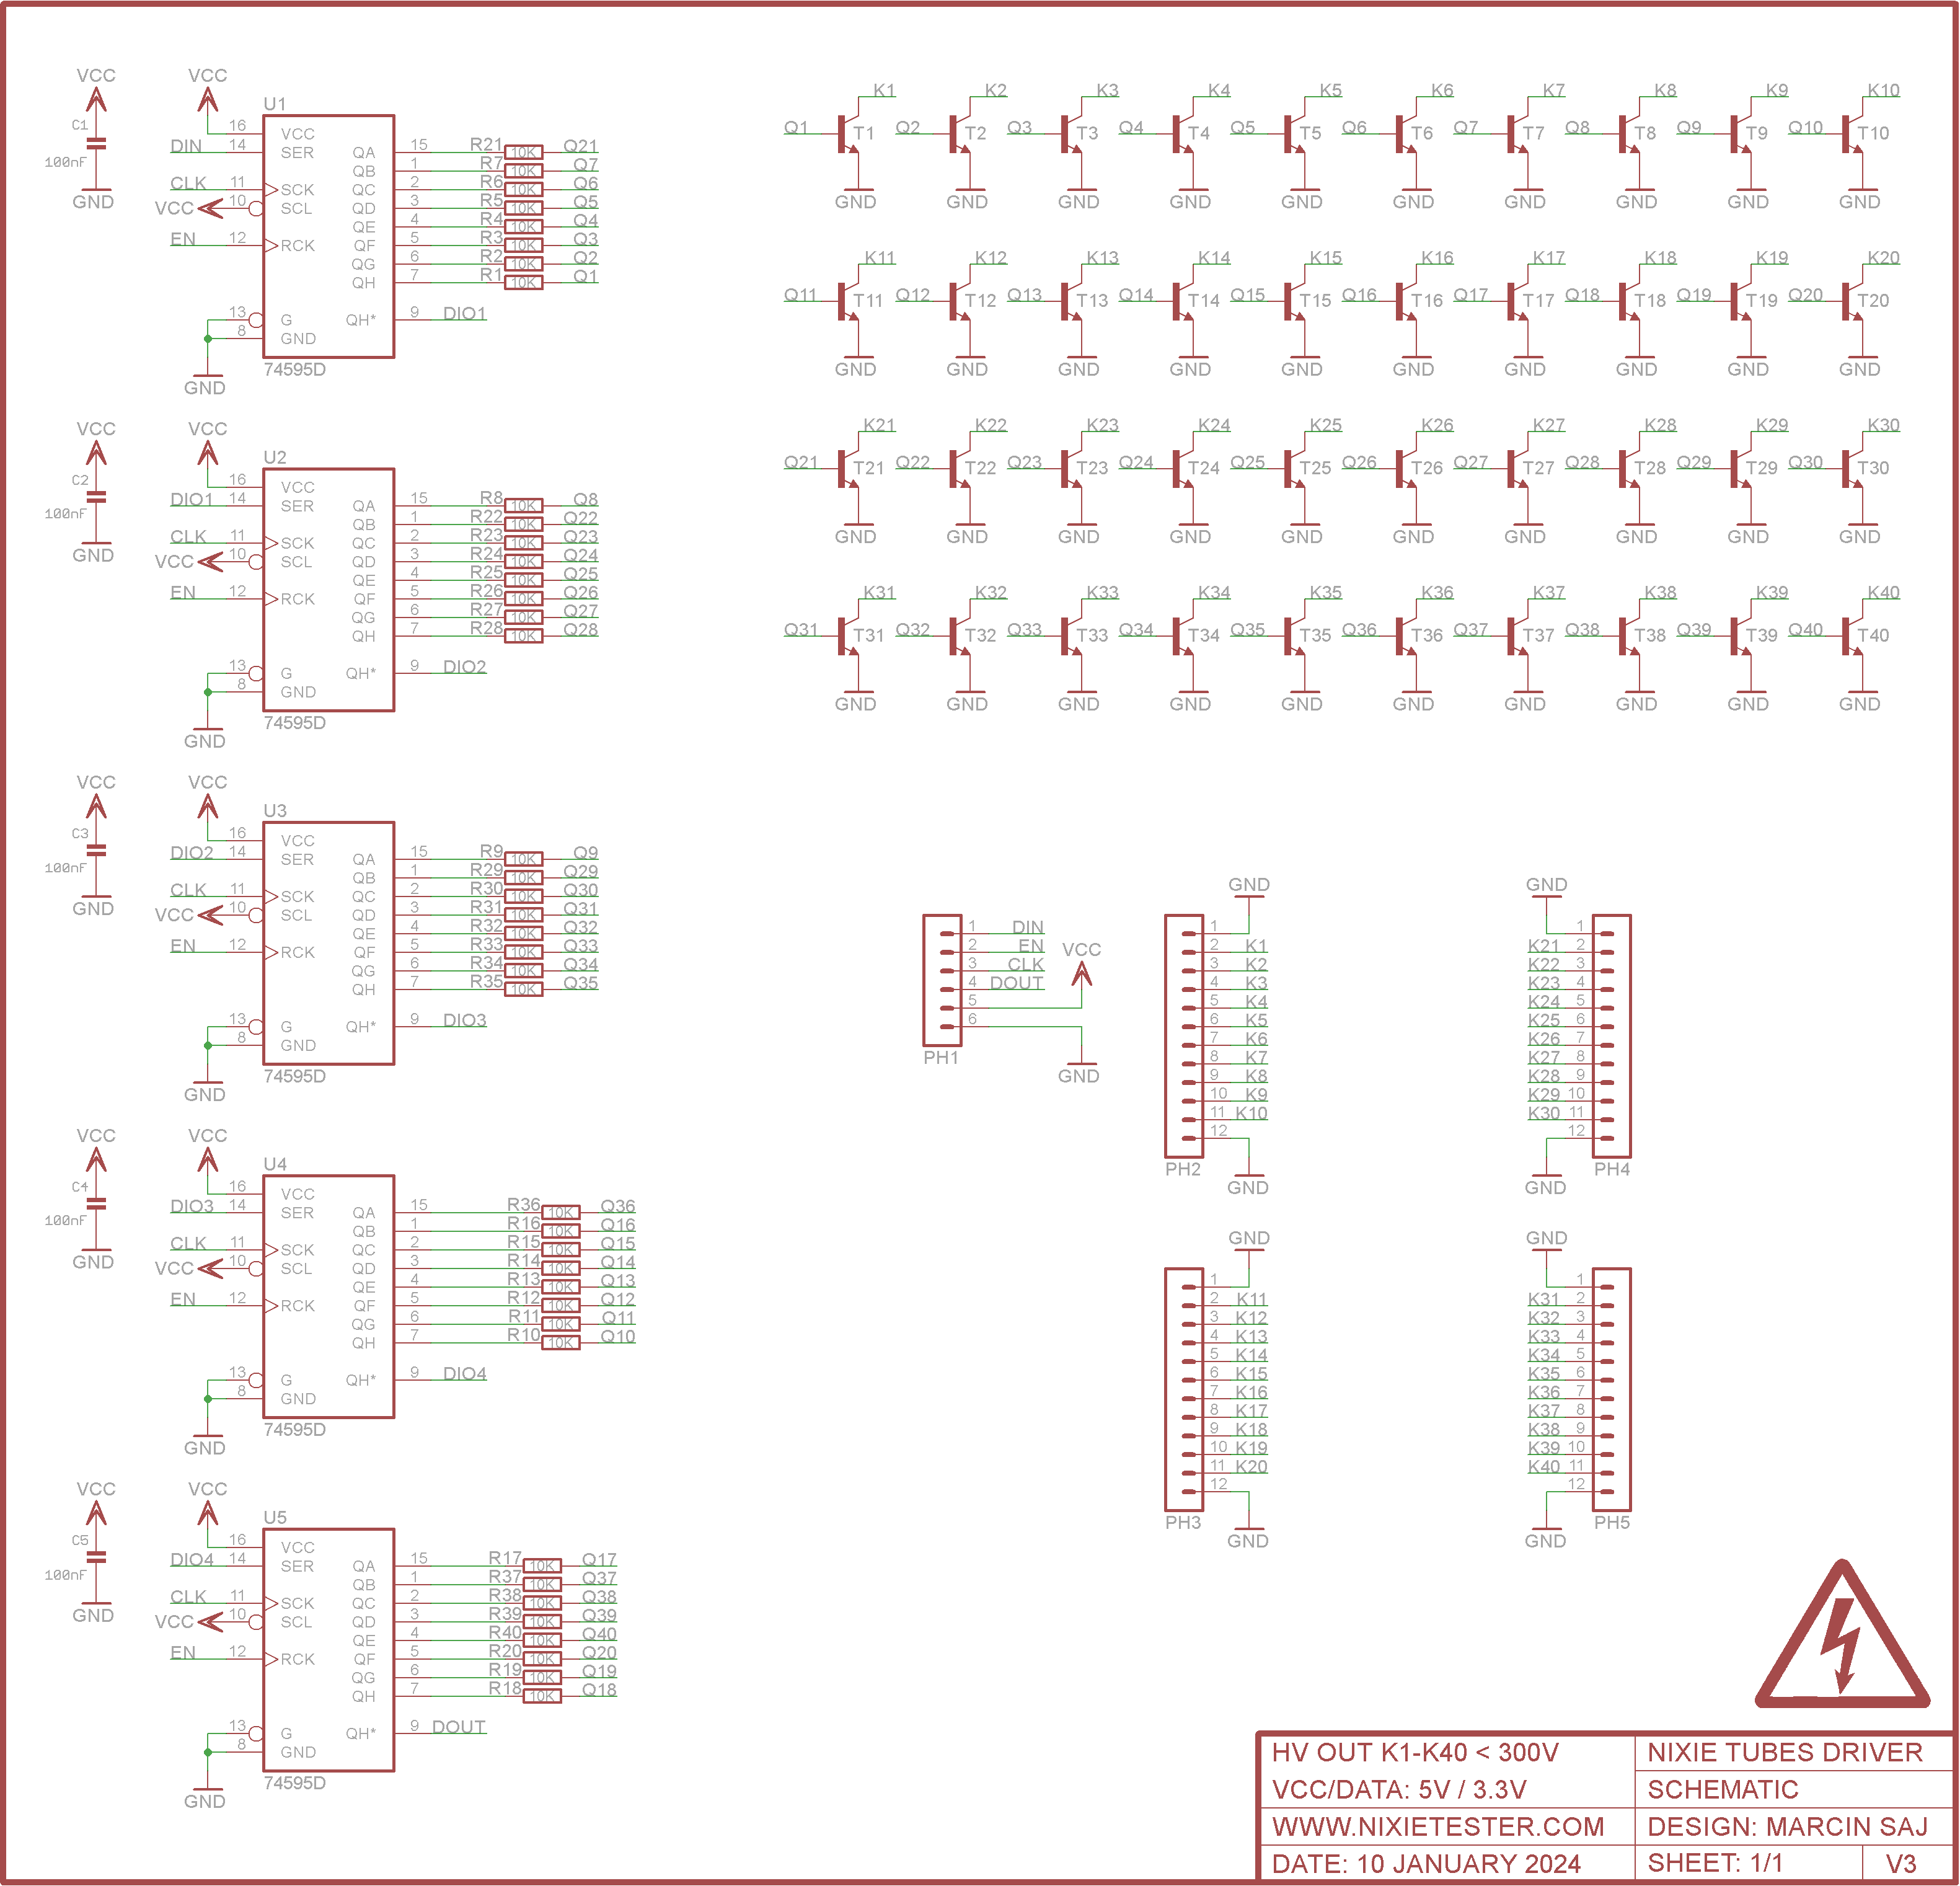 VCC VCC
U1
C1
100nF
GND
16 VCC
DIN 14 SER QA 15 R21 10K Q21
QB 1 R7 10K Q7
CLK 11 SCK QC 2 R6 10K Q6
VCC 10 SCL QD 3 R5 10K Q5
QE 4 R4 10K Q4
EN 12 RCK QF 5 R3 10K Q3
QG 6 R2 10K Q2
QH 7 R1 10K Q1
13 G QH* 9 DIO1
8 GND
GND
74595D
VCC VCC
U2
C2
100nF
GND
16 VCC
DIO1 14 SER QA 15 R8 10K Q8
QB 1 R22 10K Q22
CLK 11 SCK QC 2 R23 10K Q23
VCC 10 SCL QD 3 R24 10K Q24
QE 4 R25 10K Q25
EN 12 RCK QF 5 R26 10K Q26
QG 6 R27 10K Q27
QH 7 R28 10K Q28
13 G QH* 9 DIO2
8 GND
GND
74595D
VCC VCC
U3
C3
100nF
GND
16 VCC
DIO2 14 SER QA 15 R9 10K Q9
QB 1 R29 10K Q29
CLK 11 SCK QC 2 R30 10K Q30
VCC 10 SCL QD 3 R31 10K Q31
QE 4 R32 10K Q32
EN 12 RCK QF 5 R33 10K Q33
QG 6 R34 10K Q34
QH 7 R35 10K Q35
13 G QH* 9 DIO3
8 GND
GND
74595D
VCC VCC
U4
C4
100nF
GND
16 VCC
DIO3 14 SER QA 15 R36 10K Q36
QB 1 R16 10K Q16
CLK 11 SCK QC 2 R15 10K Q15
VCC 10 SCL QD 3 R14 10K Q14
QE 4 R13 10K Q13
EN 12 RCK QF 5 R12 10K Q12
QG 6 R11 10K Q11
QH 7 R10 10K Q10
13 G QH* 9 DIO4
8 GND
GND
74595D
VCC VCC
U5
C5
100nF
GND
16 VCC
DIO4 14 SER QA 15 R17 10K Q17
QB 1 R37 10K Q37
CLK 11 SCK QC 2 R38 10K Q38
VCC 10 SCL QD 3 R39 10K Q39
QE 4 R40 10K Q40
EN 12 RCK QF 5 R20 10K Q20
QG 6 R19 10K Q19
QH 7 R18 10K Q18
13 G QH* 9 DOUT
8 GND
GND
74595D
K1 K2 K3 K4 K5 K6 K7 K8 K9 K10
Q1 T1 Q2 T2 Q3 T3 Q4 T4 Q5 T5 Q6 T6 Q7 T7 Q8 T8 Q9 T9 Q10 T10
GND GND GND GND GND GND GND GND GND GND
K11 K12 K13 K14 K15 K16 K17 K18 K19 K20
Q11 T11 Q12 T12 Q13 T13 Q14 T14 Q15 T15 Q16 T16 Q17 T17 Q18 T18 Q19 T19 Q20 T20
GND GND GND GND GND GND GND GND GND GND
K21 K22 K23 K24 K25 K26 K27 K28 K29 K30
Q21 T21 Q22 T22 Q23 T23 Q24 T24 Q25 T25 Q26 T26 Q27 T27 Q28 T28 Q29 T29 Q30 T30
GND GND GND GND GND GND GND GND GND GND
K31 K32 K33 K34 K35 K36 K37 K38 K39 K40
Q31 T31 Q32 T32 Q33 T33 Q34 T34 Q35 T35 Q36 T36 Q37 T37 Q38 T38 Q39 T39 Q40 T40
GND GND GND GND GND GND GND GND GND GND
1 DIN
2 EN
VCC
3 CLK
4 DOUT
5
6
PH1
GND
GND
1
2 K1
3 K2
4 K3
5 K4
6 K5
7 K6
8 K7
9 K8
10 K9
11 K10
12
PH2
GND
GND
1
K21 2
K22 3
K23 4
K24 5
K25 6
K26 7
K27 8
K28 9
K29 10
K30 11
12
PH4
GND
GND
1
2 K11
3 K12
4 K13
5 K14
6 K15
7 K16
8 K17
9 K18
10 K19
11 K20
12
PH3
GND
GND
1
K31 2
K32 3
K33 4
K34 5
K35 6
K36 7
K37 8
K38 9
K39 10
K40 11
12
PH5
GND
HV OUT K1-K40 < 300V
VCC/DATA: 5V / 3.3V
WWW.NIXIETESTER.COM
DATE: 10 JANUARY 2024
NIXIE TUBES DRIVER
SCHEMATIC
DESIGN: MARCIN SAJ
SHEET: 1/1 V3